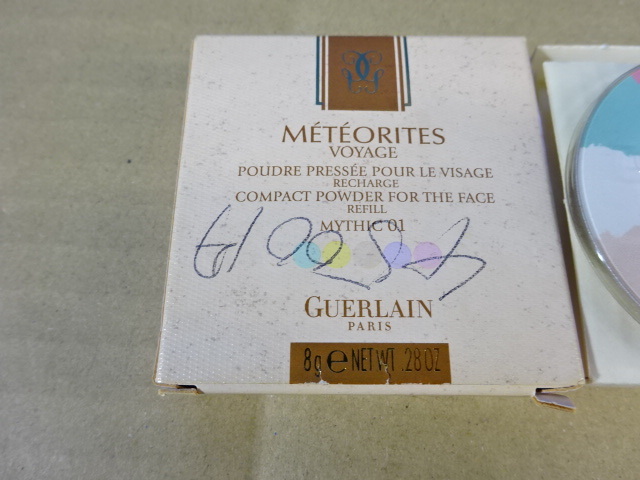 MÉTÉORITES
VOYAGE
POUDRE PRESSÉE POUR LE VISAGE
RECHARGE
COMPACT POWDER FOR THE FACE
REFILL
MYTHIC 01
GUERLAIN
PARIS
8g e NET WT .28 OZ